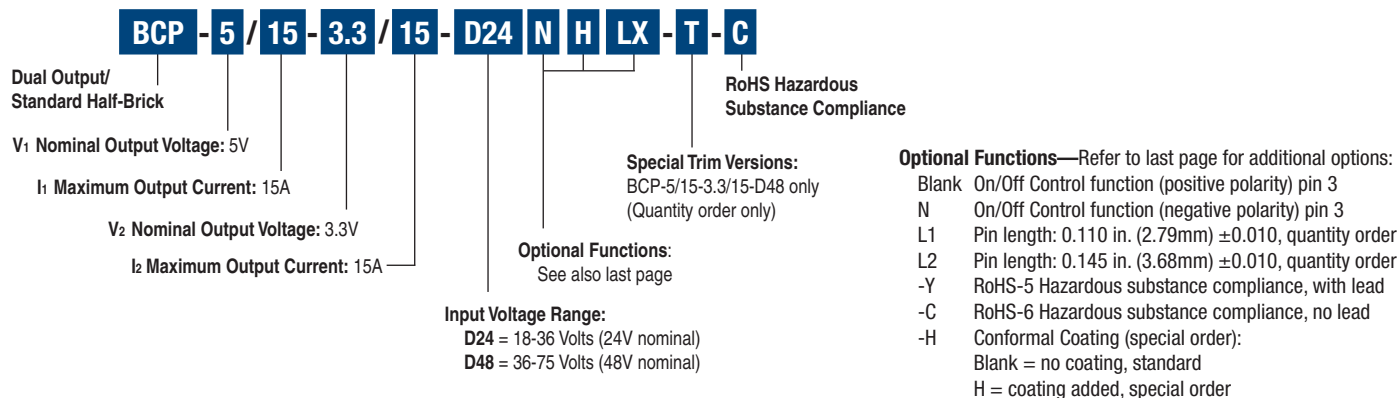 BCP - 5 / 15 - 3.3 / 15 - D24 N H LX - T - C
Dual Output/
Standard Half-Brick
V1 Nominal Output Voltage: 5V
I1 Maximum Output Current: 15A
V2 Nominal Output Voltage: 3.3V
I2 Maximum Output Current: 15A
Input Voltage Range:
D24 = 18-36 Volts (24V nominal)
D48 = 36-75 Volts (48V nominal)
Optional Functions:
See also last page
Special Trim Versions:
BCP-5/15-3.3/15-D48 only
(Quantity order only)
RoHS Hazardous
Substance Compliance
Optional Functions—Refer to last page for additional options:
Blank On/Off Control function (positive polarity) pin 3
N On/Off Control function (negative polarity) pin 3
L1 Pin length: 0.110 in. (2.79mm) ±0.010, quantity order
L2 Pin length: 0.145 in. (3.68mm) ±0.010, quantity order
-Y RoHS-5 Hazardous substance compliance, with lead
-C RoHS-6 Hazardous substance compliance, no lead
-H Conformal Coating (special order):
Blank = no coating, standard
H = coating added, special order